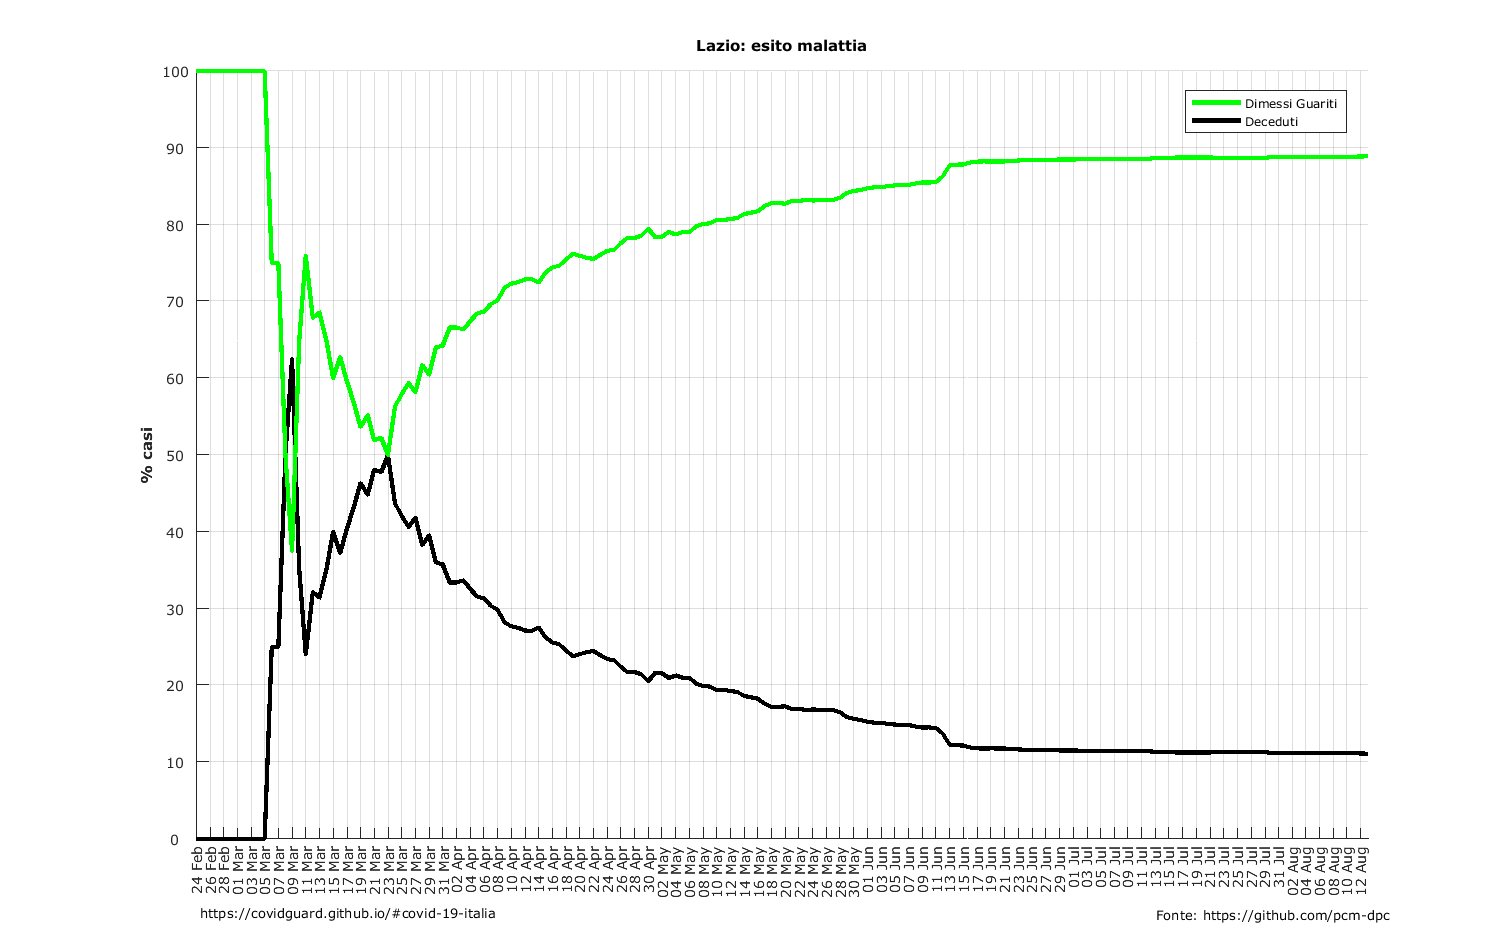 Lazio: esito malattia
100
90
80
70
60
50
40
30
20
10
0
% casi
Dimessi Guariti
Deceduti
24 Feb
26 Feb
28 Feb
01 Mar
03 Mar
05 Mar
07 Mar
09 Mar
11 Mar
13 Mar
15 Mar
17 Mar
19 Mar
21 Mar
23 Mar
25 Mar
27 Mar
29 Mar
31 Mar
02 Apr
04 Apr
06 Apr
08 Apr
10 Apr
12 Apr
14 Apr
16 Apr
18 Apr
20 Apr
22 Apr
24 Apr
26 Apr
28 Apr
30 Apr
02 May
04 May
06 May
08 May
10 May
12 May
14 May
16 May
18 May
20 May
22 May
24 May
26 May
28 May
30 May
01 Jun
03 Jun
05 Jun
07 Jun
09 Jun
11 Jun
13 Jun
15 Jun
17 Jun
19 Jun
21 Jun
23 Jun
25 Jun
27 Jun
29 Jun
01 Jul
03 Jul
05 Jul
07 Jul
09 Jul
11 Jul
13 Jul
15 Jul
17 Jul
19 Jul
21 Jul
23 Jul
25 Jul
27 Jul
29 Jul
31 Jul
02 Aug
04 Aug
06 Aug
08 Aug
10 Aug
12 Aug
https://covidguard.github.io/#covid-19-italia
Fonte: https://github.com/pcm-dpc